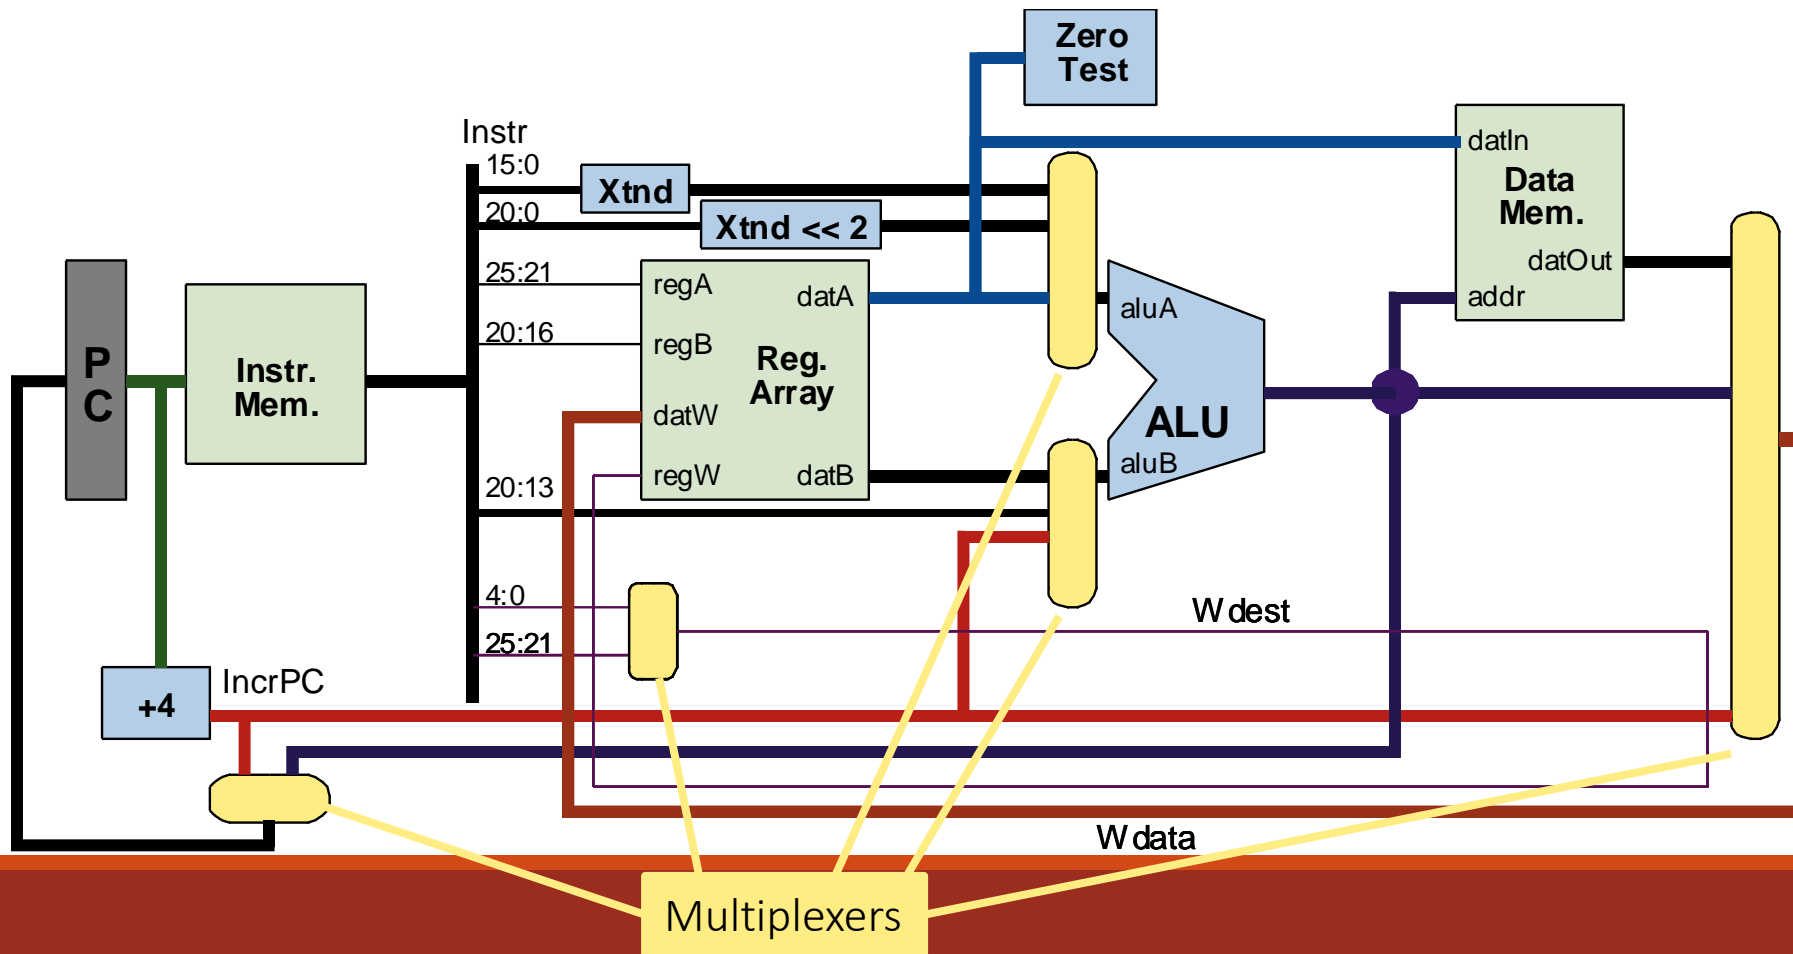 Zero
Test
Instr
15:0
Xtnd
20:0
Xtnd << 2
datIn
Data
Mem.
datOut
addr
25:21
regA
datA
20:16
regB
Reg.
Array
datW
regW
datB
aluA
ALU
aluB
P
C
Instr.
Mem.
20:13
4:0
25:21
Wdest
+4
IncrPC
Wdata
Multiplexers